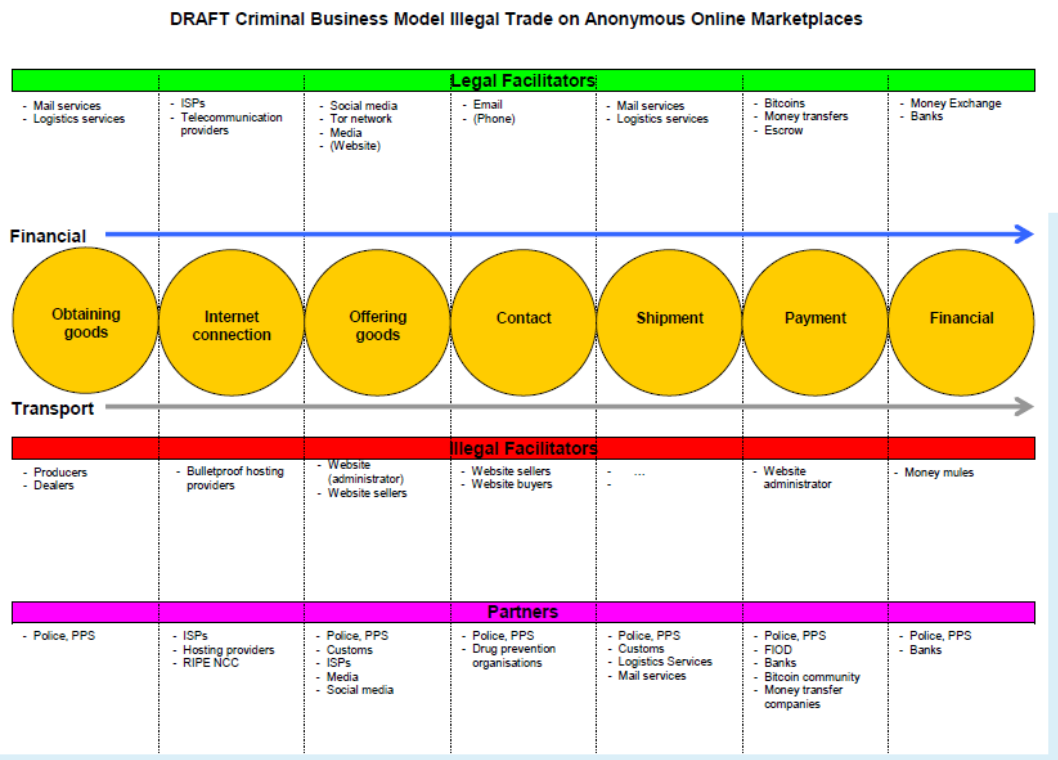 DRAFT Criminal Business Model Illegal Trade on Anonymous Online Marketplaces
Legal Facilitators
- Mail services
- Logistics services
- ISPs
- Telecommunication
providers
- Social media
- Tor network
- Media
- (Website)
- Email
- (Phone)
- Mail services
- Logistics services
- Bitcoins
- Money transfers
- Escrow
- Money Exchange
- Banks
Financial
Obtaining
goods
Internet
connection
Offering
goods
Contact
Shipment
Payment
Financial
Transport
Illegal Facilitators
- Producers
- Dealers
- Bulletproof hosting
providers
- Website
(administrator)
- Website sellers
- Website sellers
- Website buyers
- ...
-
- Website
administrator
- Money mules
Partners
- Police, PPS
- ISPs
- Hosting providers
- RIPE NCC
- Police, PPS
- Customs
- ISPs
- Media
- Social media
- Police, PPS
- Drug prevention
organisations
- Police, PPS
- Customs
- Logistics Services
- Mail services
- Police, PPS
- FIOD
- Banks
- Bitcoin community
- Money transfer
companies
- Police, PPS
- Banks